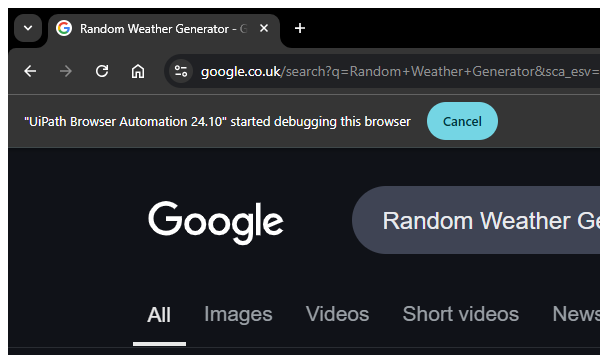 Random Weather Generator - G
google.co.uk/search?q=Random+Weather+Generator&sca_esv=
"UiPath Browser Automation 24.10" started debugging this browser Cancel
Google Random Weather Ge
All Images Videos Short videos News